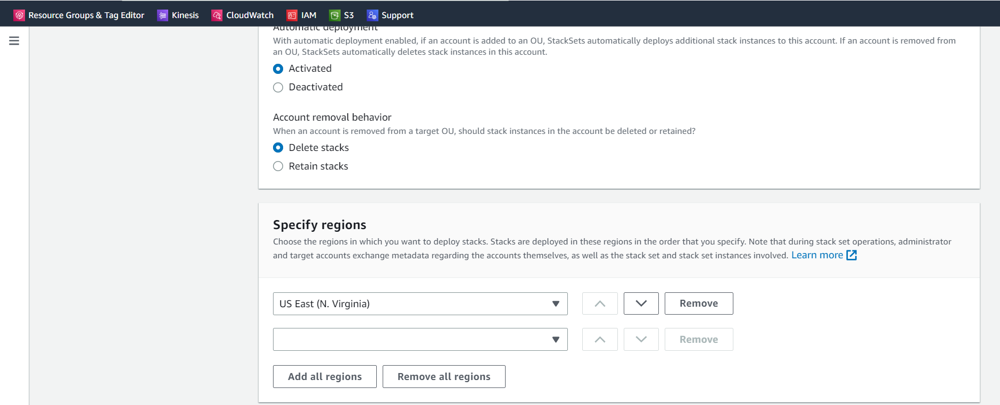 Resource Groups & Tag Editor Kinesis CloudWatch IAM S3 Support
Automatic deployment
With automatic deployment enabled, if an account is added to an OU, StackSets automatically deploys additional stack instances to this account. If an account is removed from
an OU, StackSets automatically deletes stack instances in this account.
Activated
Deactivated
Account removal behavior
When an account is removed from a target OU, should stack instances in the account be deleted or retained?
Delete stacks
Retain stacks
Specify regions
Choose the regions in which you want to deploy stacks. Stacks are deployed in these regions in the order that you specify. Note that during stack set operations, administrator
and target accounts exchange metadata regarding the accounts themselves, as well as the stack set and stack set instances involved. Learn more
US East (N. Virginia) Remove
Remove
Add all regions Remove all regions